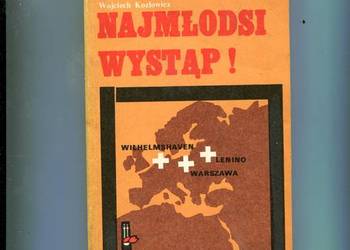 Wojciech Kozłowicz
NAJMŁODSI
WYSTĄP!
WILHELMSHAVEN
LENINO
WARSZAWA